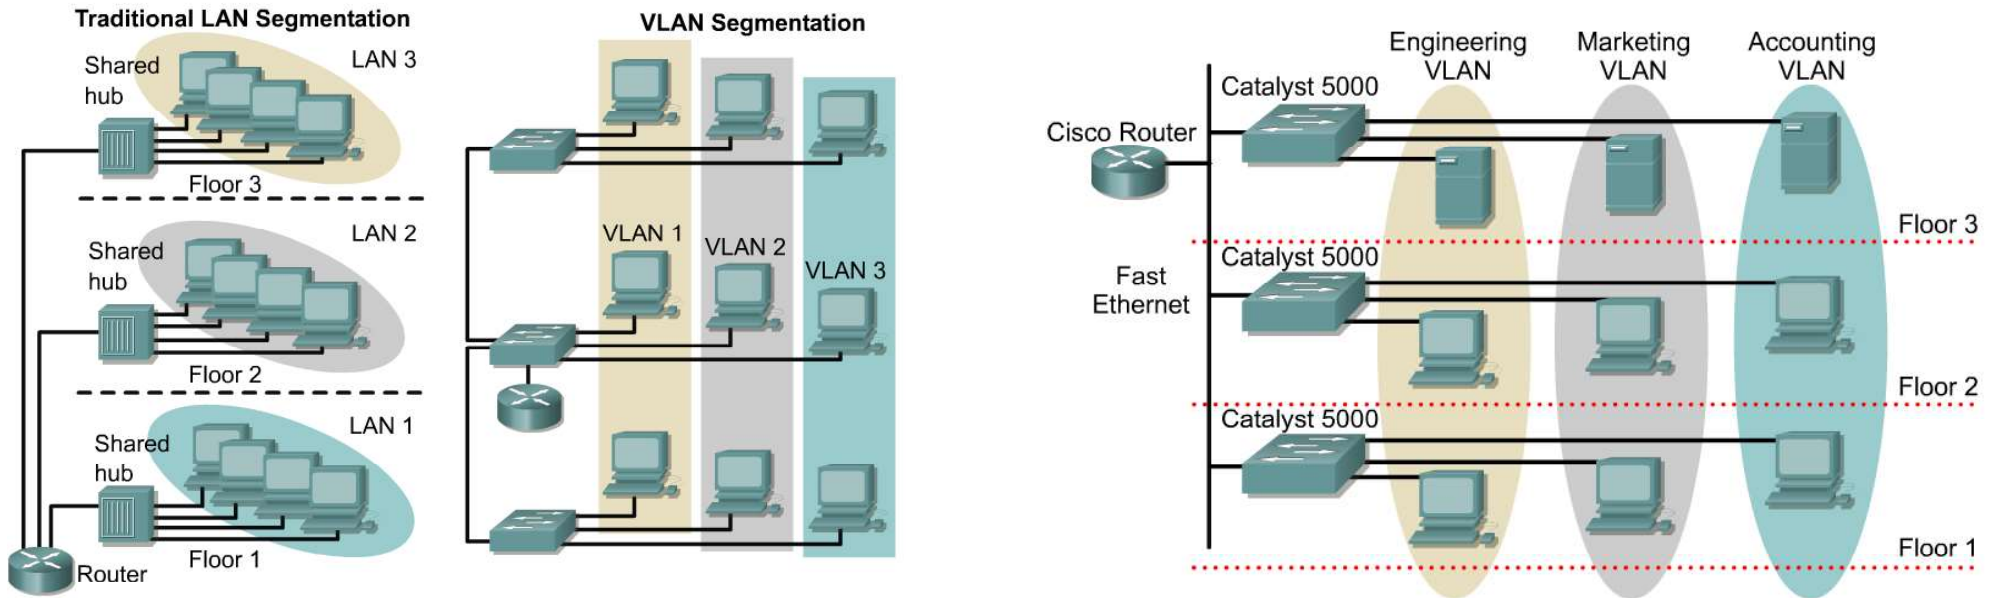 Traditional LAN Segmentation
Shared
hub
LAN 3
Floor 3
Shared
hub
LAN 2
Floor 2
Shared
hub
LAN 1
Floor 1
Router
VLAN Segmentation
VLAN 1
VLAN 2
VLAN 3
Engineering
VLAN
Marketing
VLAN
Accounting
VLAN
Catalyst 5000
Cisco Router
Floor 3
Catalyst 5000
Fast
Ethernet
Floor 2
Catalyst 5000
Floor 1